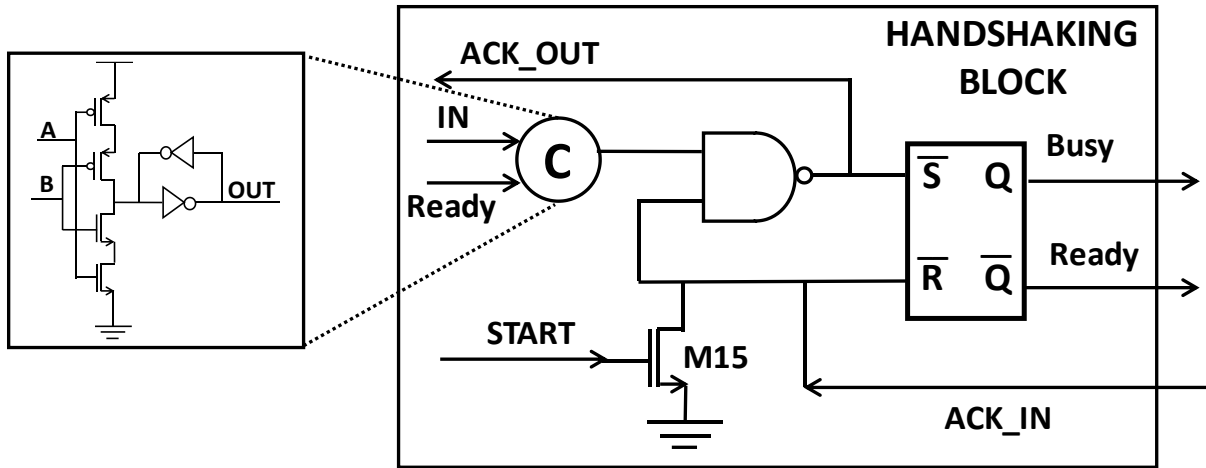 HANDSHAKING
BLOCK
ACK_OUT
IN
C
Ready
A
B
OUT
S
Q
Busy
R
Q
Ready
START
M15
ACK_IN